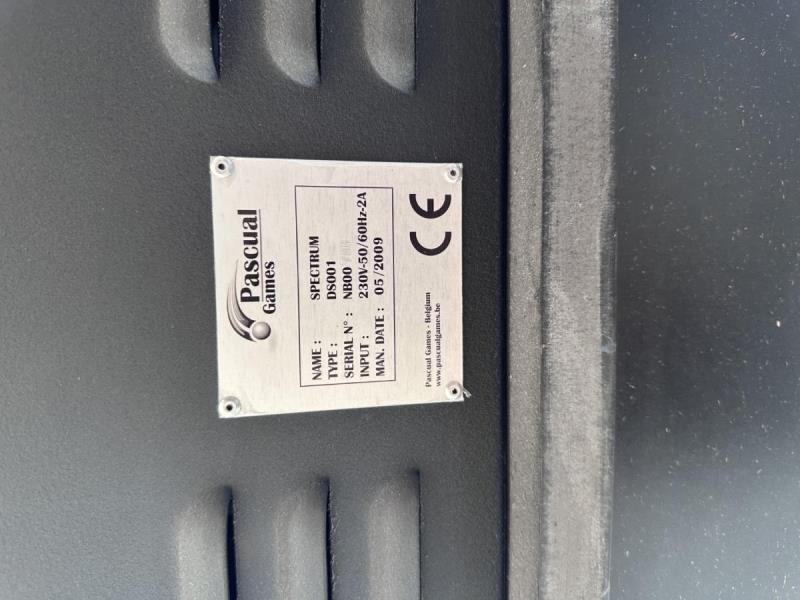 Pascual
Games
NAME : SPECTRUM
TYPE : DS001
SERIAL N° : NB00
INPUT : 230V-50/60Hz-2A
MAN. DATE : 05/2009
Pascual Games - Belgium
www.pascualgames.be
CE